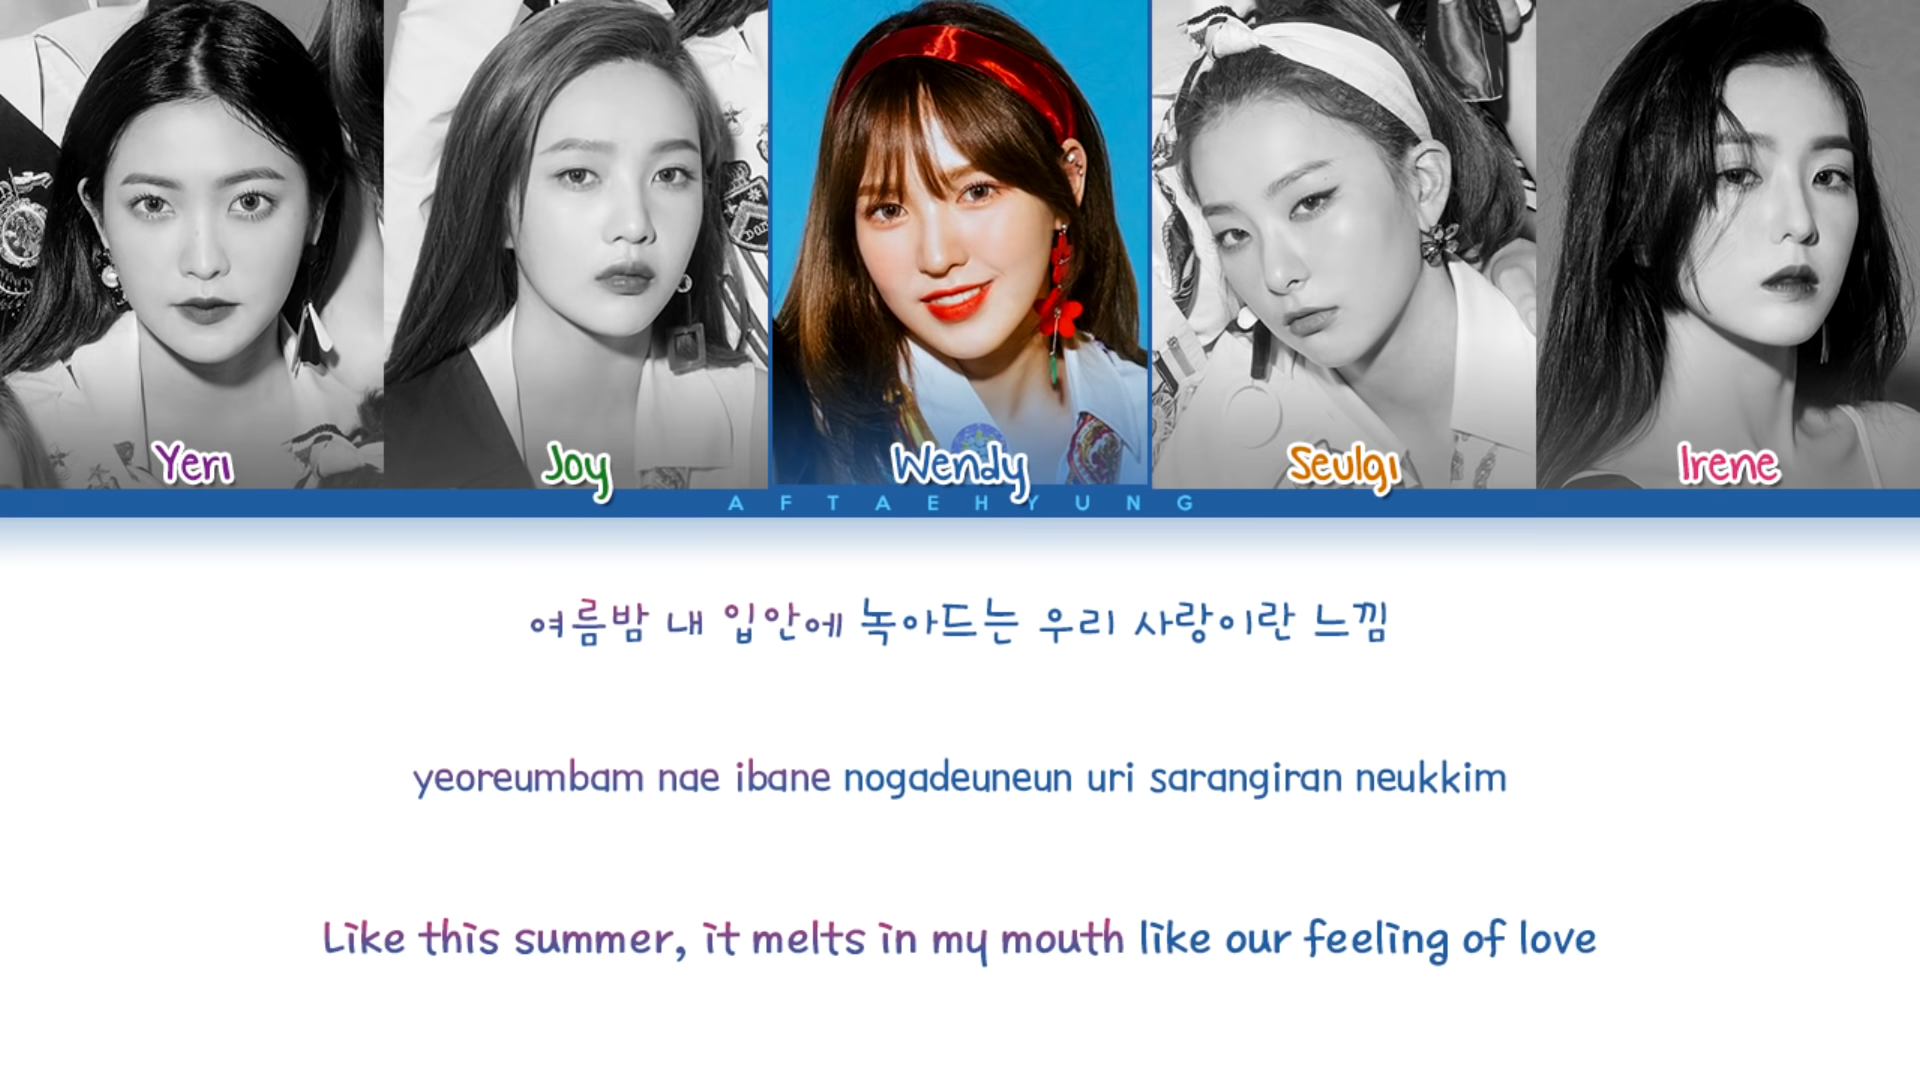 Yeri
Joy
Wendy
Seulgi
Irene
AFTAEHYUNG
여름밤 내 입안에 녹아드는 우리 사랑이란 느낌
yeoreumbam nae ibane nogadeuneun uri sarangiran neukkim
Like this summer, it melts in my mouth like our feeling of love